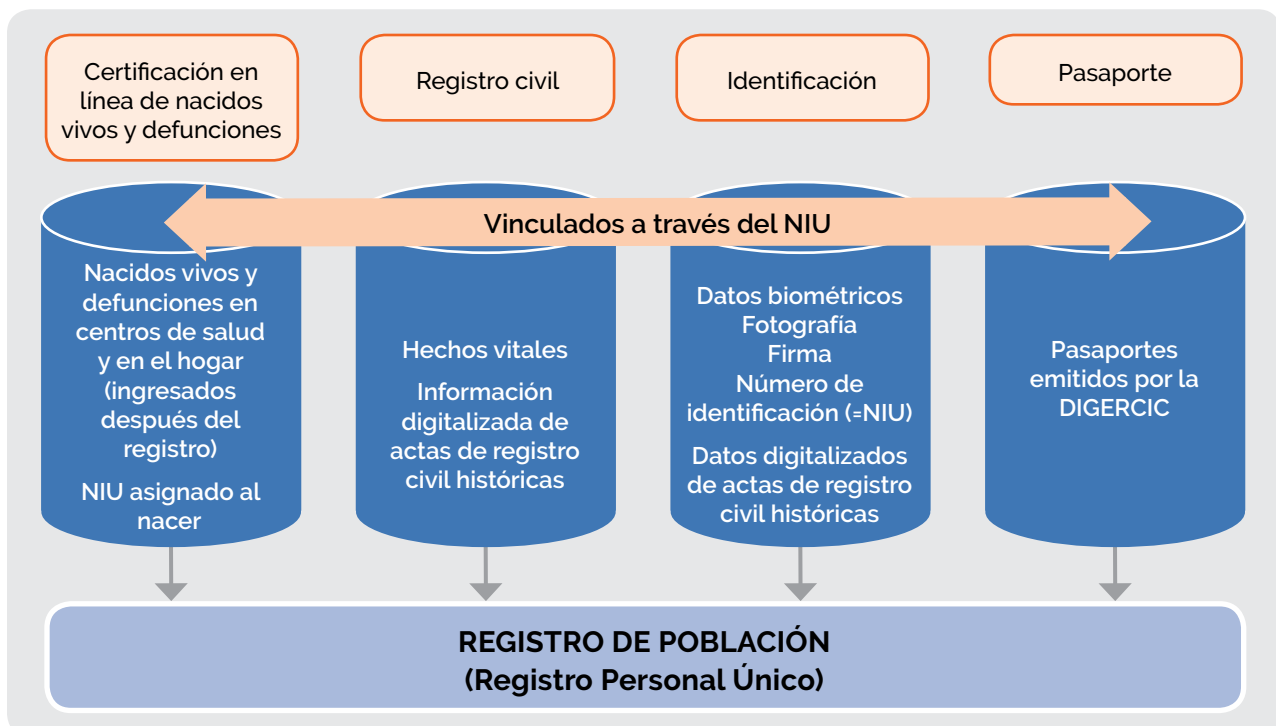 Certificación en
línea de nacidos
vivos y defunciones
Registro civil
Identificación
Pasaporte
Vinculados a través del NIU
Nacidos vivos y
defunciones en
centros de salud
y en el hogar
(ingresados
después del
registro)
NIU asignado al
nacer
Hechos vitales
Información
digitalizada de
actas de registro
civil históricas
Datos biométricos
Fotografía
Firma
Número de
identificación (=NIU)
Datos digitalizados
de actas de registro
civil históricas
Pasaportes
emitidos por la
DIGERCIC
REGISTRO DE POBLACIÓN
(Registro Personal Único)